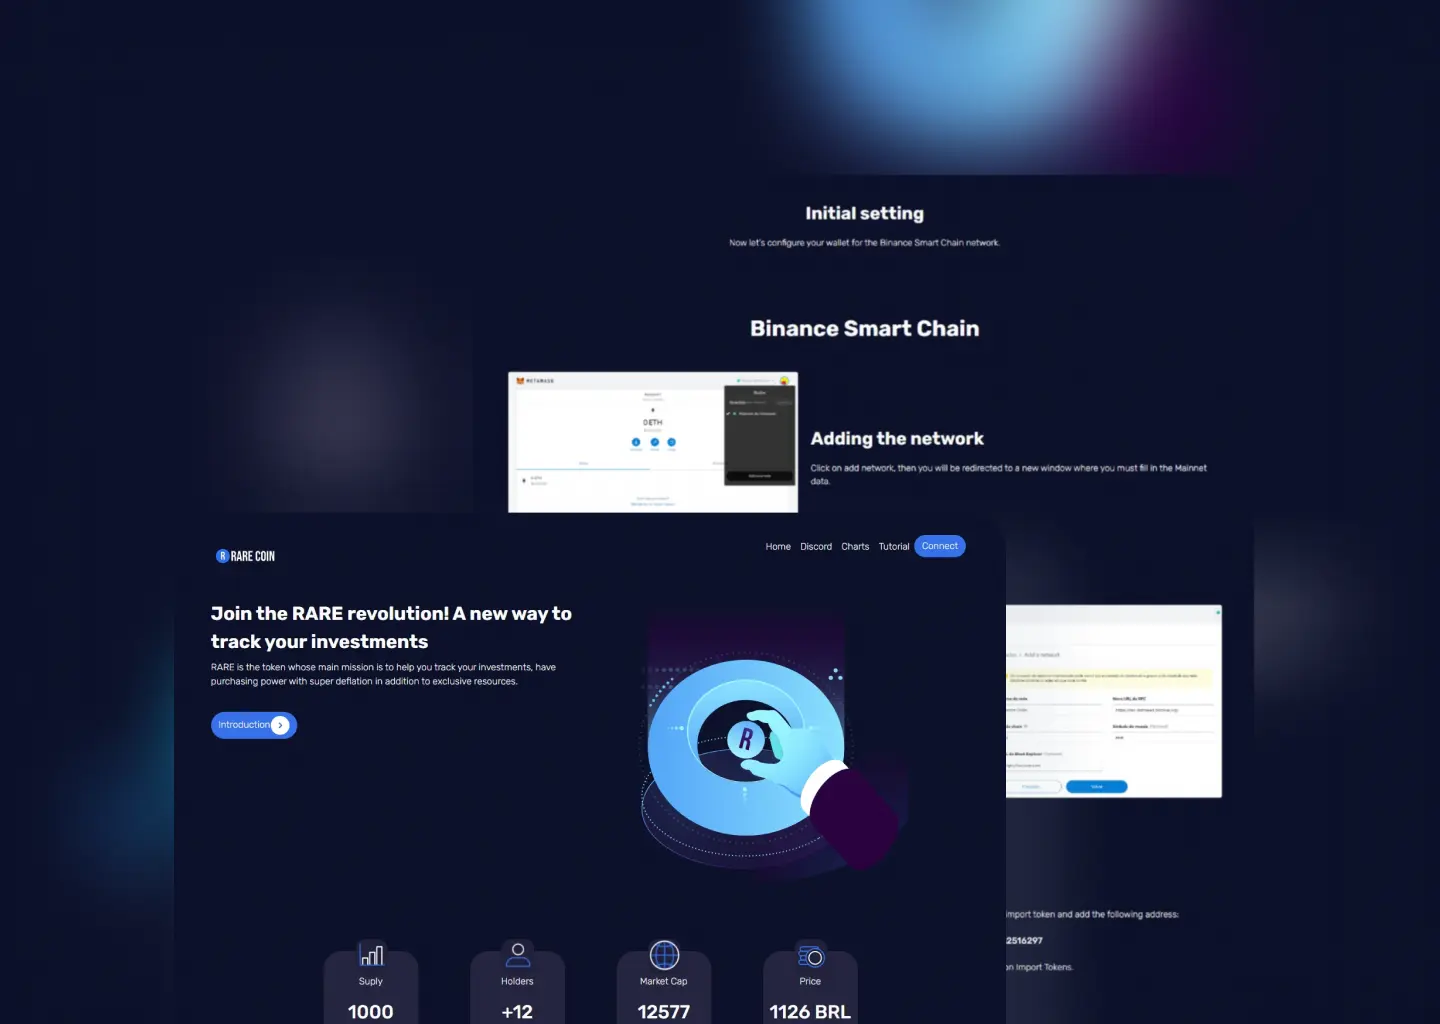 Initial setting
Now let's configure your wallet for the Binance Smart Chain network.
Binance Smart Chain
METAMASK
0 ETH
Adding the network
Click on add network, then you will be redirected to a new window where you must fill in the Mainnet
data.
R RARE COIN
Home Discord Charts Tutorial Connect
Join the RARE revolution! A new way to
track your investments
RARE is the token whose main mission is to help you track your investments, have
purchasing power with super deflation in addition to exclusive resources.
Introduction
R
Add a network
import token and add the following address:
2516297
on Import Tokens.
Suply
1000
Holders
+12
Market Cap
12577
Price
1126 BRL